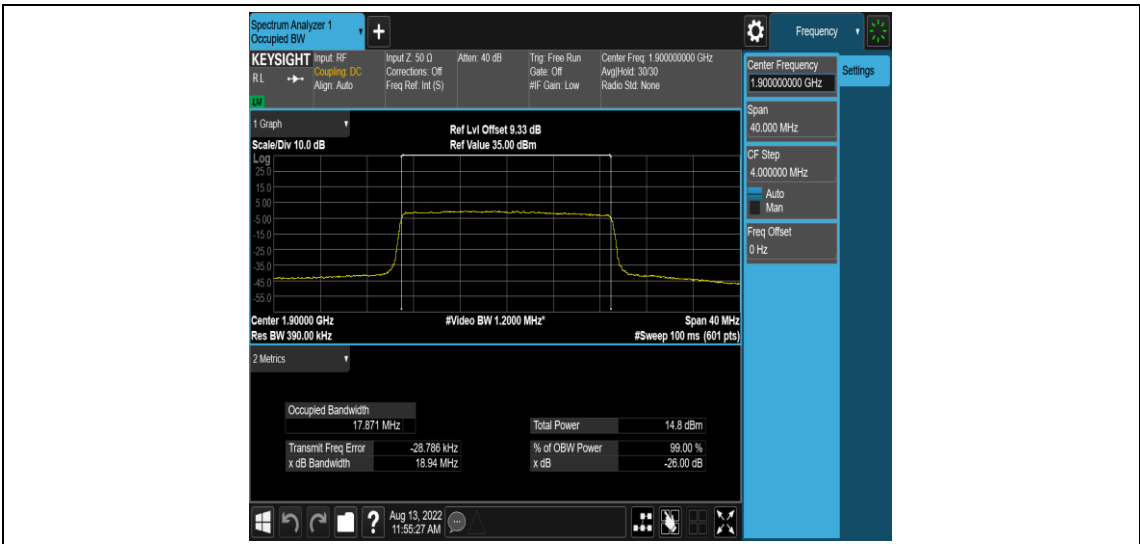 Spectrum Analyzer 1
Occupied BW
+
Frequency
KEYSIGHT
RL
LXI
Input: RF
Coupling: DC
Align: Auto
Input Z: 50 Ω
Corrections: Off
Freq Ref: Int (S)
Atten: 40 dB
Trig: Free Run
Gate: Off
#IF Gain: Low
Center Freq: 1.900000000 GHz
Avg|Hold: 30/30
Radio Std: None
Center Frequency
1.900000000 GHz
Settings
Span
40.000 MHz
CF Step
4.000000 MHz
Auto
Man
Freq Offset
0 Hz
1 Graph
Scale/Div 10.0 dB
Ref Lvl Offset 9.33 dB
Ref Value 35.00 dBm
Log
25.0
15.0
5.00
-5.00
-15.0
-25.0
-35.0
-45.0
-55.0
Center 1.90000 GHz
#Video BW 1.2000 MHz*
Span 40 MHz
Res BW 390.00 kHz
#Sweep 100 ms (601 pts)
2 Metrics
Occupied Bandwidth
17.871 MHz
Total Power 14.8 dBm
Transmit Freq Error -28.786 kHz
% of OBW Power 99.00 %
x dB Bandwidth 18.94 MHz
x dB -26.00 dB
?
Aug 13, 2022
11:55:27 AM